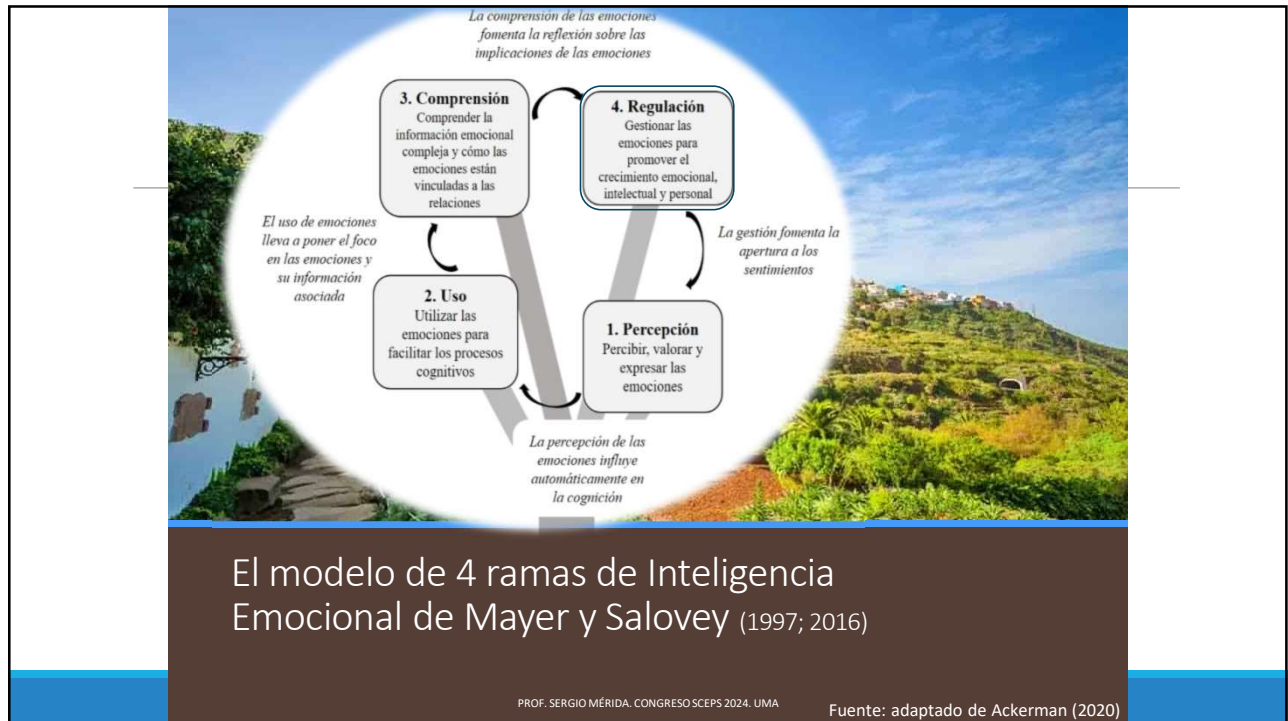 La comprensión de las emociones
fomenta la reflexión sobre las
implicaciones de las emociones
3. Comprensión
Comprender la
información emocional
compleja y cómo las
emociones están
vinculadas a las
relaciones
4. Regulación
Gestionar las
emociones para
promover el
crecimiento emocional,
intelectual y personal
El uso de emociones
lleva a poner el foco
en las emociones y
su información
asociada
La gestión fomenta la
apertura a los
sentimientos
2. Uso
Utilizar las
emociones para
facilitar los procesos
cognitivos
1. Percepción
Percibir, valorar y
expresar las
emociones
La percepción de las
emociones influye
automáticamente en
la cognición
El modelo de 4 ramas de Inteligencia
Emocional de Mayer y Salovey (1997; 2016)
PROF. SERGIO MÉRIDA. CONGRESO SCEPS 2024. UMA
Fuente: adaptado de Ackerman (2020)